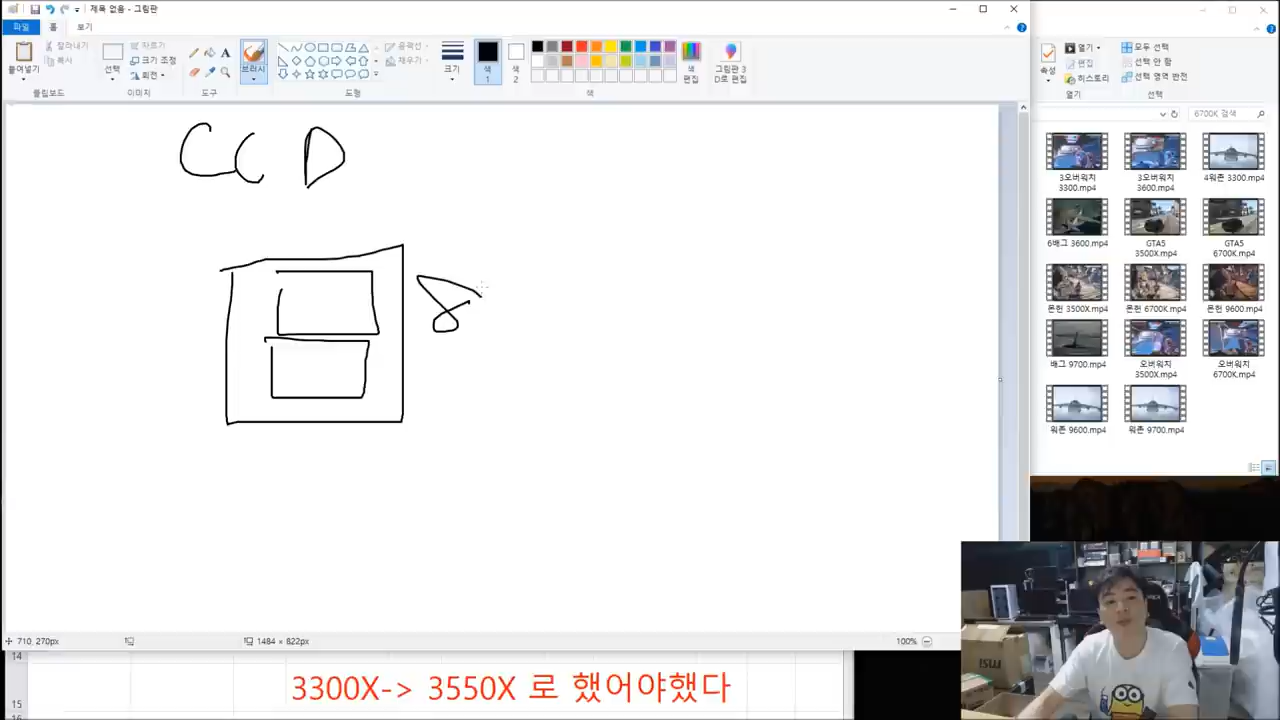 제목 없음 - 그림판
파일
홈
보기
붙여넣기
잘라내기
복사
클립보드
선택
자르기
크기 조정
회전
이미지
A
도구
브러시
윤곽선
채우기
도형
크기
색 1
색 2
색 편집
색
그림판 3D로 편집
속성
열기
편집
히스토리
열기
모두 선택
선택 안 함
선택 영역 반전
선택
6700K 검색
3오버워치 3300.mp4
3오버워치 3600.mp4
4워존 3300.mp4
6배그 3600.mp4
GTA5 3500X.mp4
GTA5 6700K.mp4
몬헌 3500X.mp4
몬헌 6700K.mp4
몬헌 9600.mp4
배그 9700.mp4
오버워치 3500X.mp4
오버워치 6700K.mp4
워존 9600.mp4
워존 9700.mp4
CCD
8
710, 270px
1484 × 822px
100%
14
15
3300X-> 3550X 로 했어야했다
msi